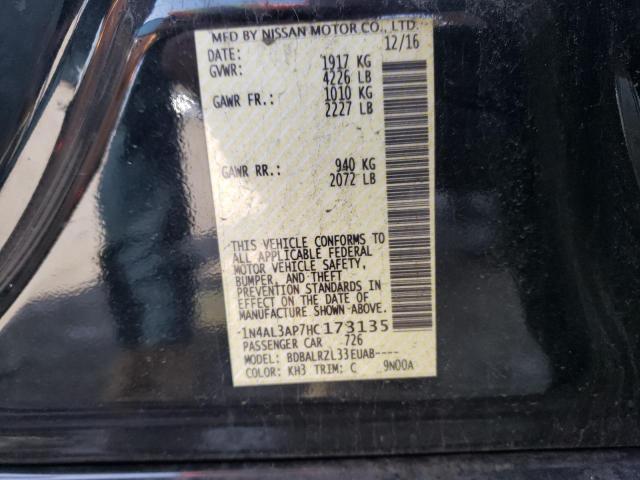 MFD BY NISSAN MOTOR CO., LTD.
DATE: 12/16
GVWR: 1917 KG
4226 LB
GAWR FR.: 1010 KG
2227 LB
GAWR RR.: 940 KG
2072 LB
THIS VEHICLE CONFORMS TO
ALL APPLICABLE FEDERAL
MOTOR VEHICLE SAFETY,
BUMPER, AND THEFT
PREVENTION STANDARDS IN
EFFECT ON THE DATE OF
MANUFACTURE SHOWN ABOVE.
1N4AL3AP7HC173135
PASSENGER CAR 726
MODEL: BDBALRZL33EUAB----
COLOR: KH3 TRIM: C 9N00A